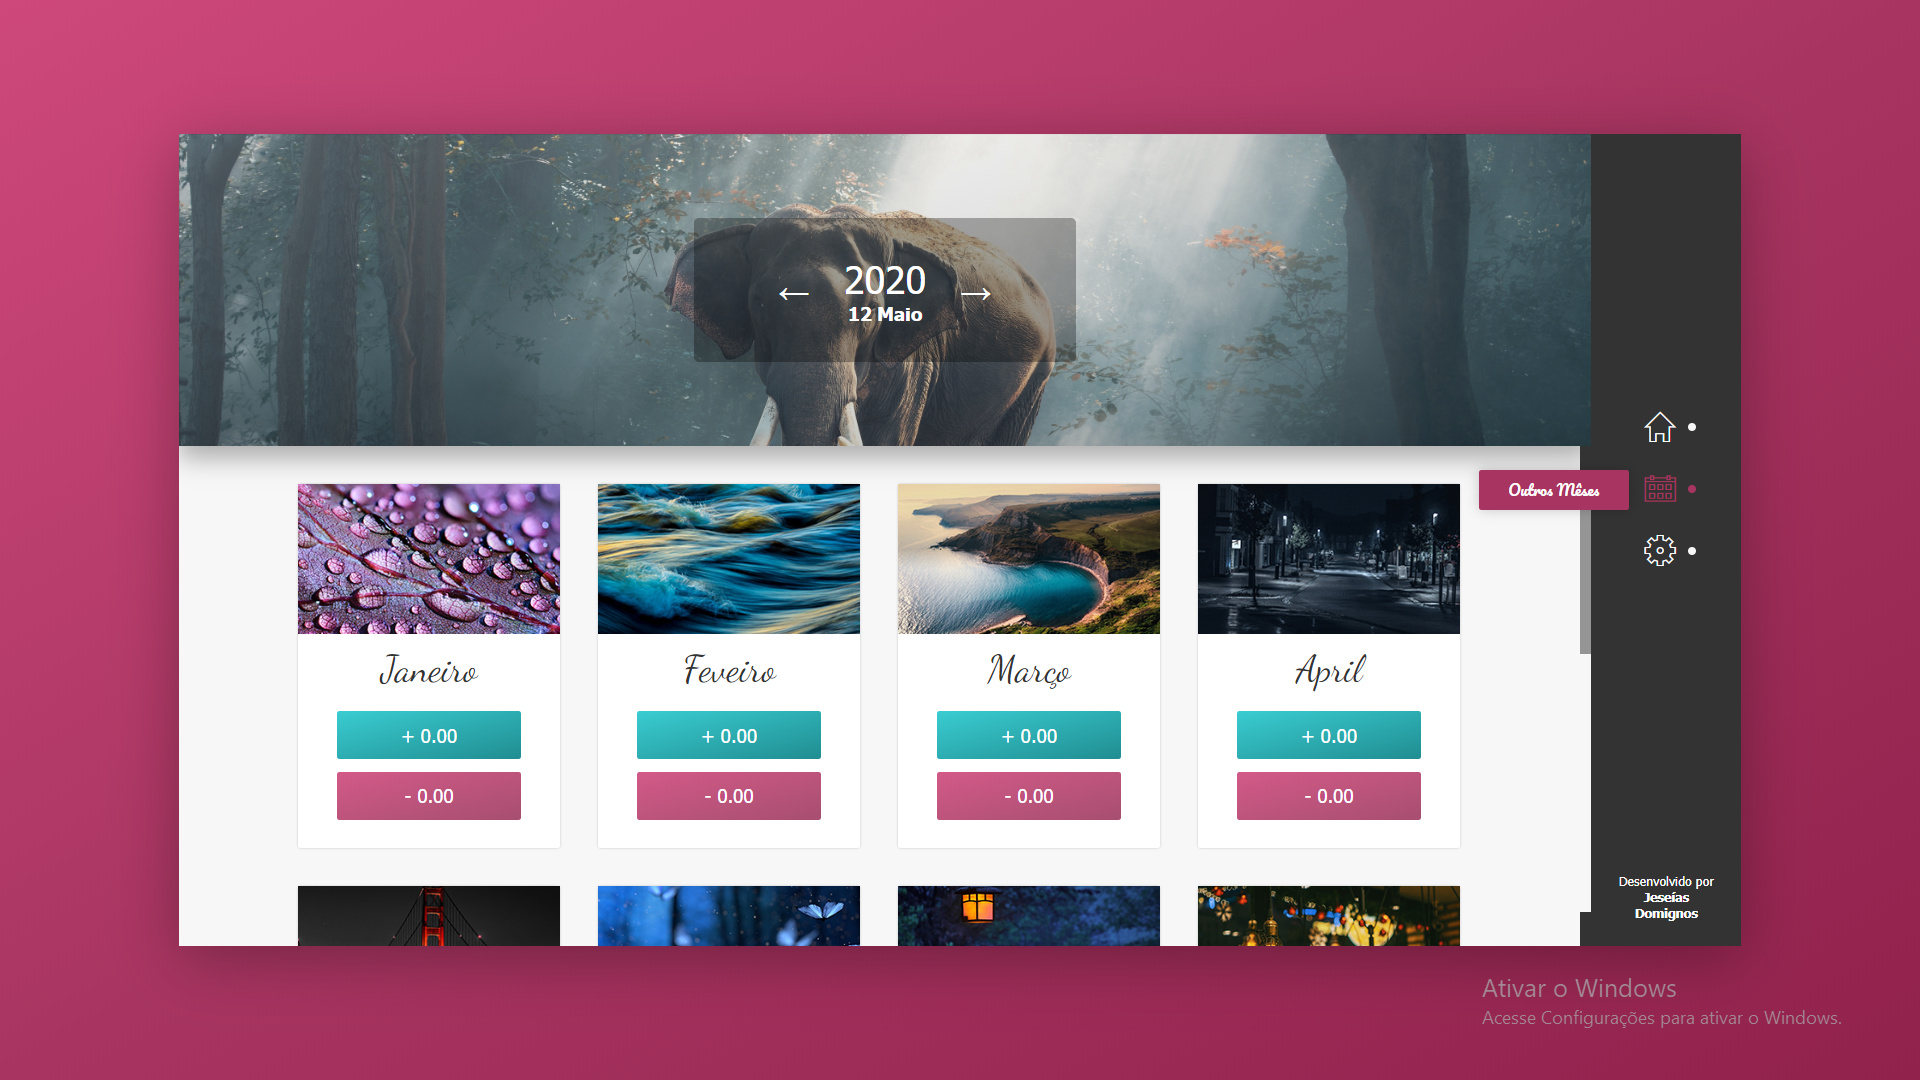 2020
12 Maio
Outros Mêses
Janeiro
Feveiro
Março
April
+ 0.00
+ 0.00
+ 0.00
+ 0.00
- 0.00
- 0.00
- 0.00
- 0.00
Desenvolvido por
Jeseías
Domignos
Ativar o Windows
Acesse Configurações para ativar o Windows.